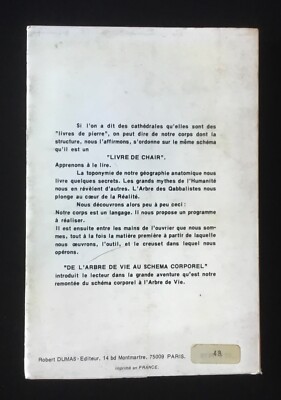 Si l'on a dit des cathédrales qu'elles sont des
"livres de pierre", on peut dire de notre corps dont
la structure, nous l'affirmons, s'ordonne sur le même schéma
qu'il est un
"LIVRE DE CHAIR".
Apprenons à le lire.
La toponymie de notre géographie anatomique nous
livre quelques secrets. Les grands mythes de l'Humanité
nous en révèlent d'autres. L'Arbre des Qabbalistes nous
plonge au cœur de la Réalité.
Nous découvrons alors peu à peu ceci :
Notre corps est un langage. Il nous propose un programme
à réaliser.
Il est ensuite entre les mains de l'ouvrier que nous som-
mes, tout à la fois la matière première à partir de laquelle
nous œuvrons, l'outil, et le creuset dans lequel nous
opérons.
"DE L'ARBRE DE VIE AU SCHEMA CORPOREL"
introduit le lecteur dans la grande aventure qu'est notre
remontée du schéma corporel à l'Arbre de Vie.
Robert DUMAS - Editeur, 14 bd Montmartre, 75009 PARIS.
Imprimé en FRANCE.